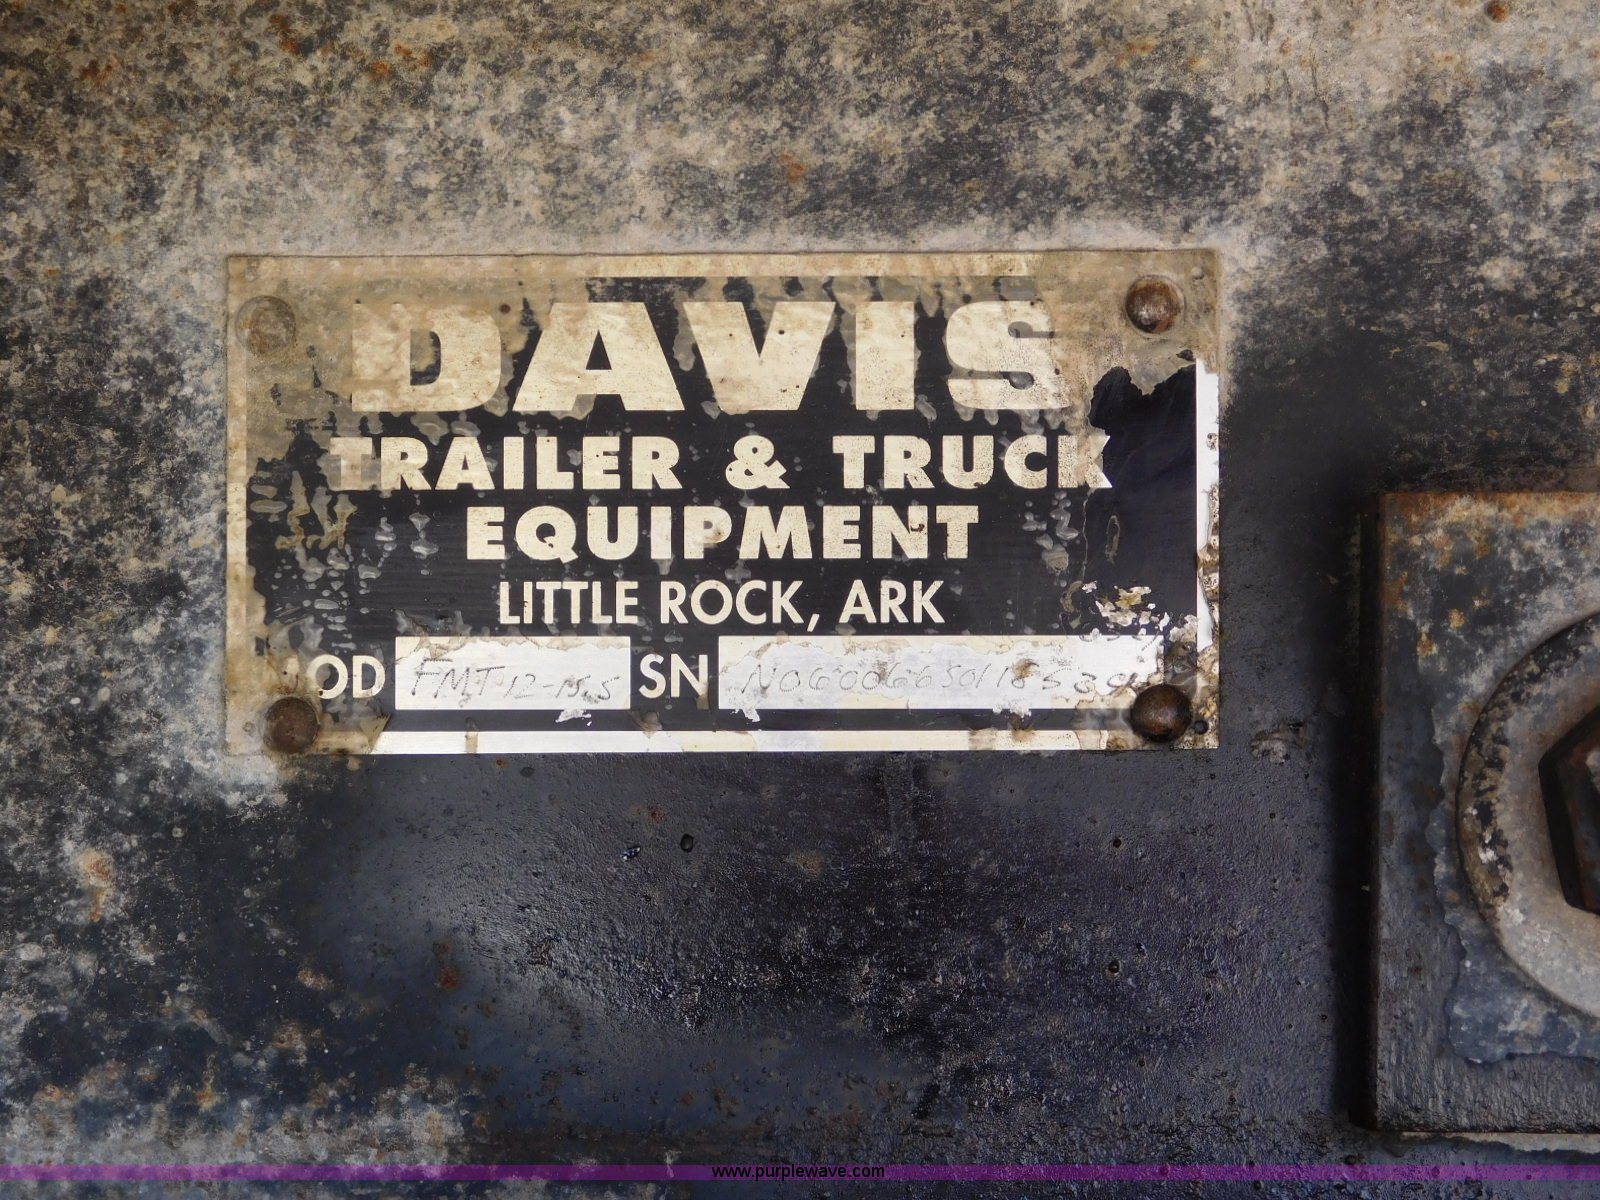 DAVIS
TRAILER & TRUCK
EQUIPMENT
LITTLE ROCK, ARK
OD FMT 12-15.5 SN
www.purplewave.com